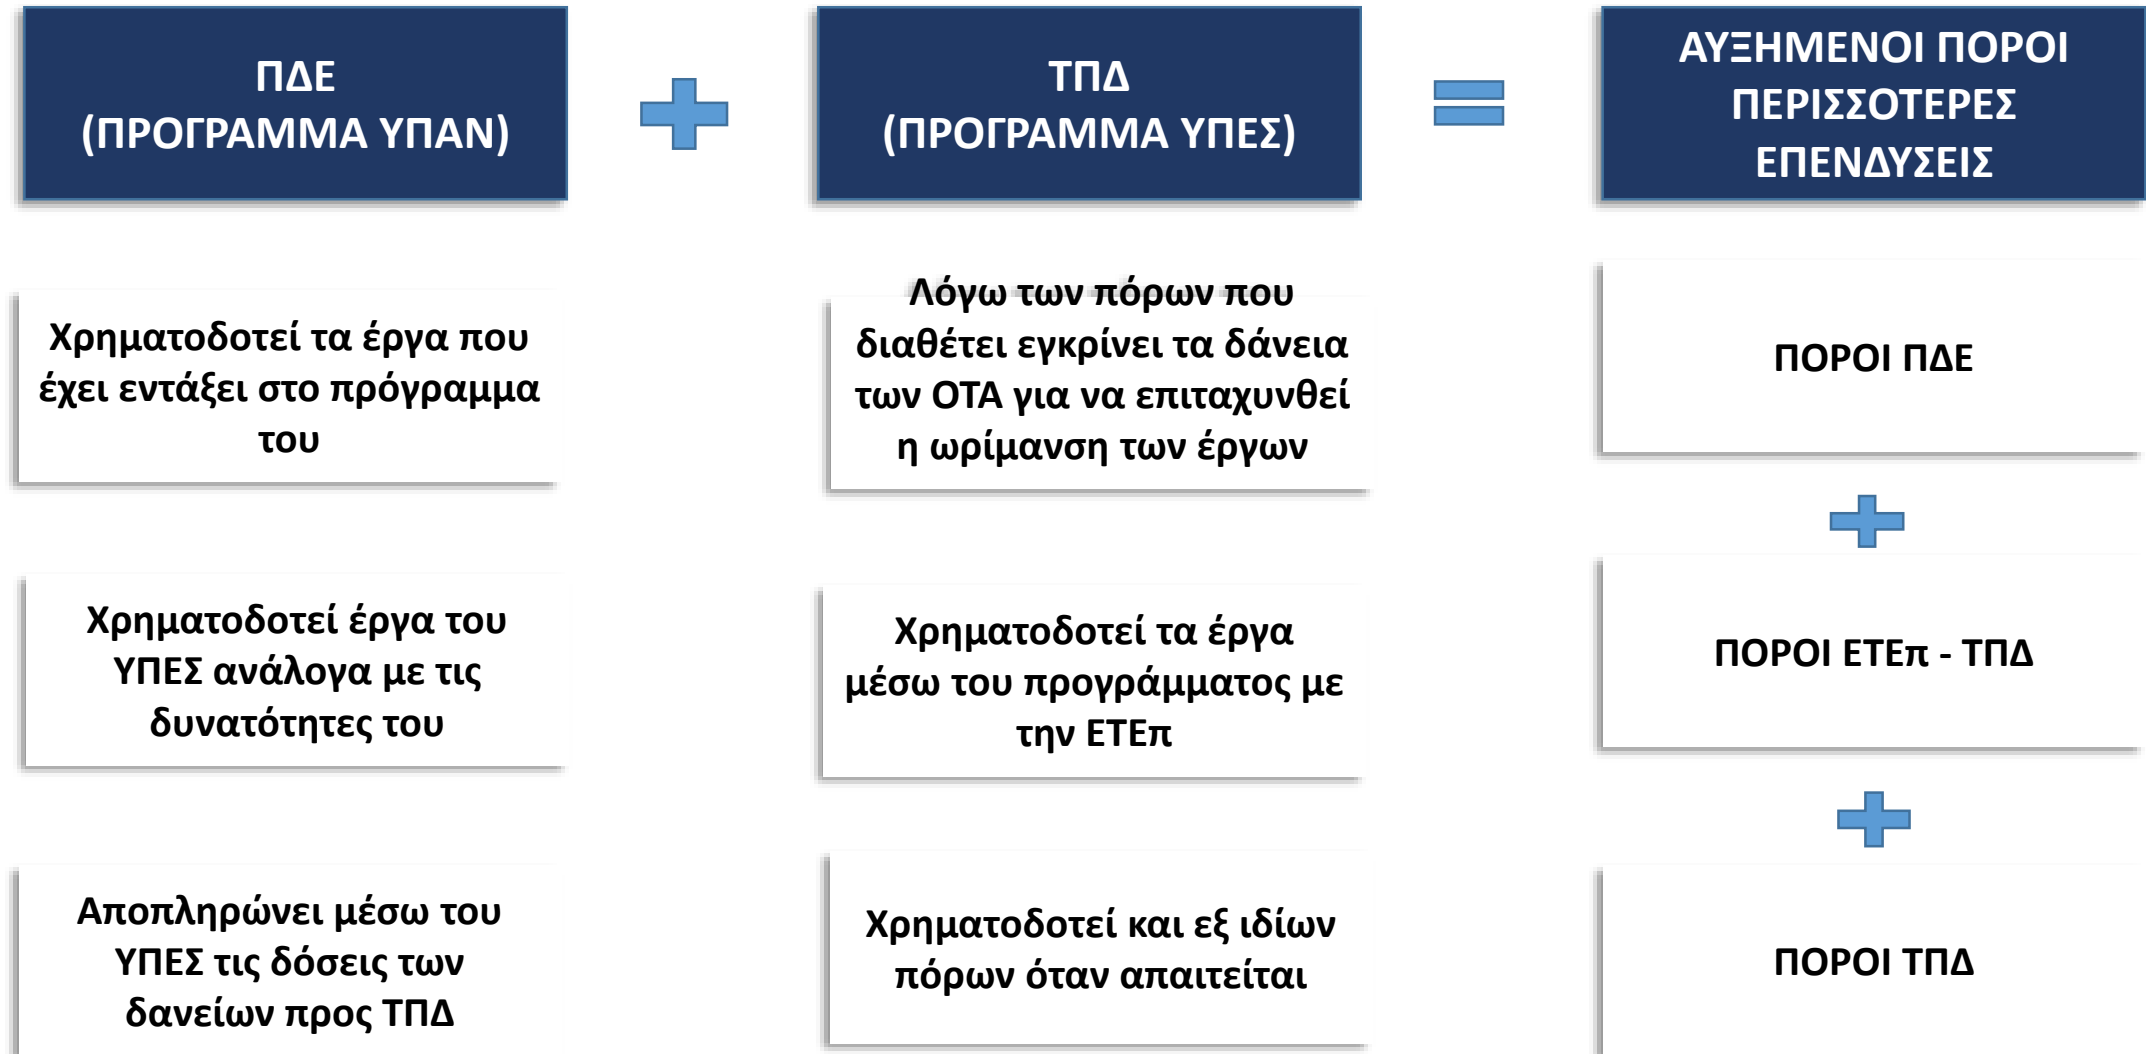 ΠΔΕ
(ΠΡΟΓΡΑΜΜΑ ΥΠΑΝ)
ΤΠΔ
(ΠΡΟΓΡΑΜΜΑ ΥΠΕΣ)
ΑΥΞΗΜΕΝΟΙ ΠΟΡΟΙ
ΠΕΡΙΣΣΟΤΕΡΕΣ
ΕΠΕΝΔΥΣΕΙΣ
Χρηματοδοτεί τα έργα που
έχει εντάξει στο πρόγραμμα
του
Λόγω των πόρων που
διαθέτει εγκρίνει τα δάνεια
των ΟΤΑ για να επιταχυνθεί
η ωρίμανση των έργων
ΠΟΡΟΙ ΠΔΕ
Χρηματοδοτεί έργα του
ΥΠΕΣ ανάλογα με τις
δυνατότητες του
Χρηματοδοτεί τα έργα
μέσω του προγράμματος με
την ΕΤΕπ
ΠΟΡΟΙ ΕΤΕπ - ΤΠΔ
Αποπληρώνει μέσω του
ΥΠΕΣ τις δόσεις των
δανείων προς ΤΠΔ
Χρηματοδοτεί και εξ ιδίων
πόρων όταν απαιτείται
ΠΟΡΟΙ ΤΠΔ